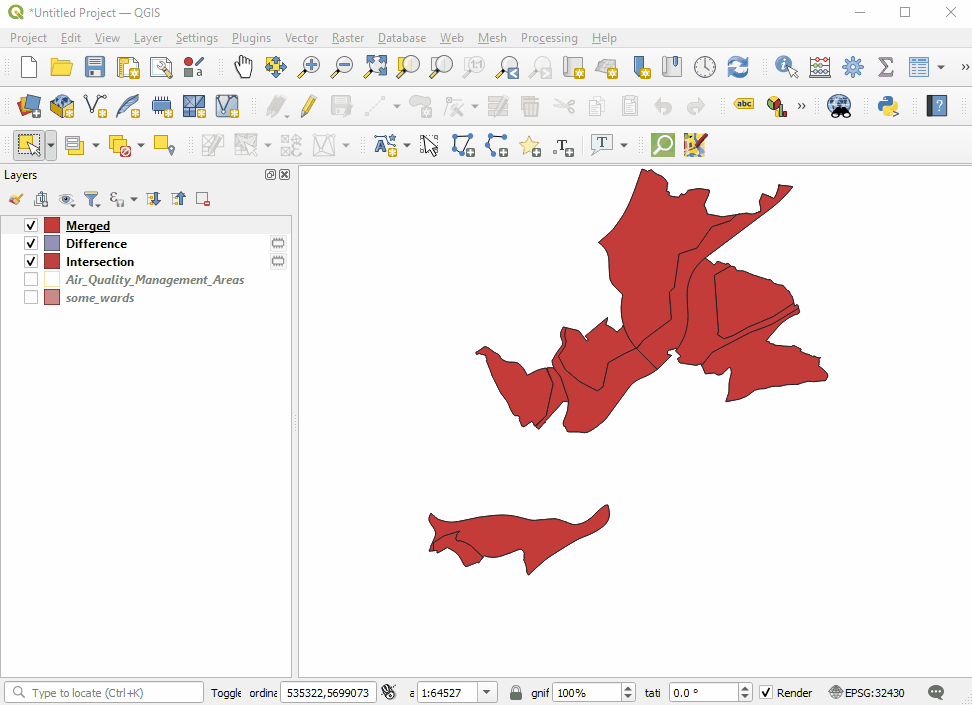 *Untitled Project — QGIS
Project Edit View Layer Settings Plugins Vector Raster Database Web Mesh Processing Help
abc
Layers
Merged
Difference
Intersection
Air_Quality_Management_Areas
some_wards
Type to locate (Ctrl+K) Toggle ordina 535322,5699073 a 1:64527 gnif 100% tati 0.0 ° Render EPSG:32430